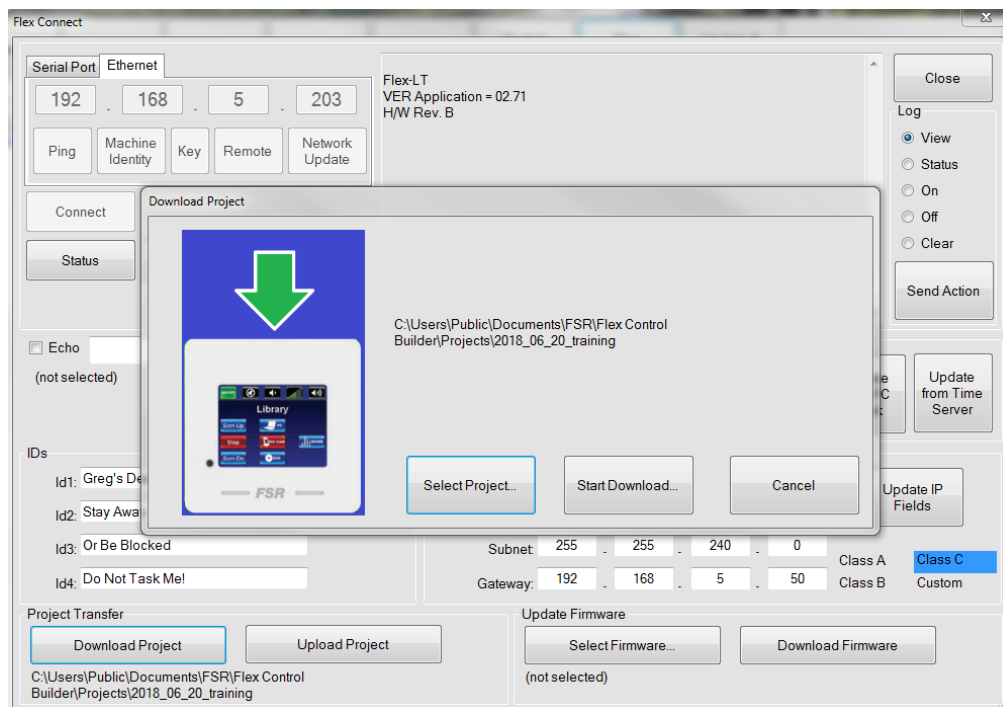 Flex Connect
Serial Port Ethernet
192 . 168 . 5 . 203
Ping Machine Identity Key Remote Network Update
Flex-LT
VER Application = 02.71
H/W Rev. B
Close
Log
View
Status
On
Off
Clear
Send Action
Connect
Status
Download Project
C:\Users\Public\Documents\FSR\Flex Control
Builder\Projects\2018_06_20_training
Library
Stop
FSR
Select Project...
Start Download...
Cancel
Echo
(not selected)
Update
from Time
Server
IDs
Id1: Greg's De
Id2: Stay Awa
Id3: Or Be Blocked
Id4: Do Not Task Me!
Update IP
Fields
Subnet: 255 . 255 . 240 . 0
Gateway: 192 . 168 . 5 . 50
Class A Class C
Class B Custom
Project Transfer
Download Project Upload Project
C:\Users\Public\Documents\FSR\Flex Control
Builder\Projects\2018_06_20_training
Update Firmware
Select Firmware... Download Firmware
(not selected)